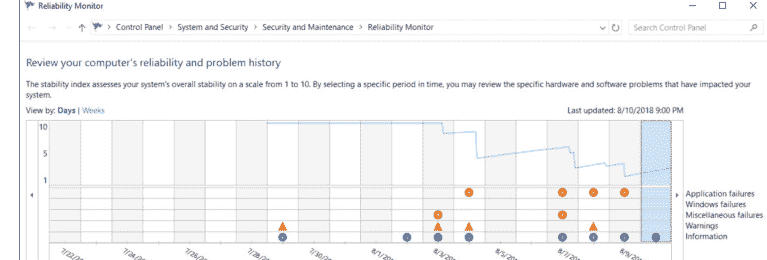 Reliability Monitor
Control Panel > System and Security > Security and Maintenance > Reliability Monitor
Search Control Panel
Review your computer's reliability and problem history
The stability index assesses your system's overall stability on a scale from 1 to 10. By selecting a specific period in time, you may review the specific hardware and software problems that have impacted your
system.
View by: Days | Weeks
Last updated: 8/10/2018 9:00 PM
10
5
1
Application failures
Windows failures
Miscellaneous failures
Warnings
Information